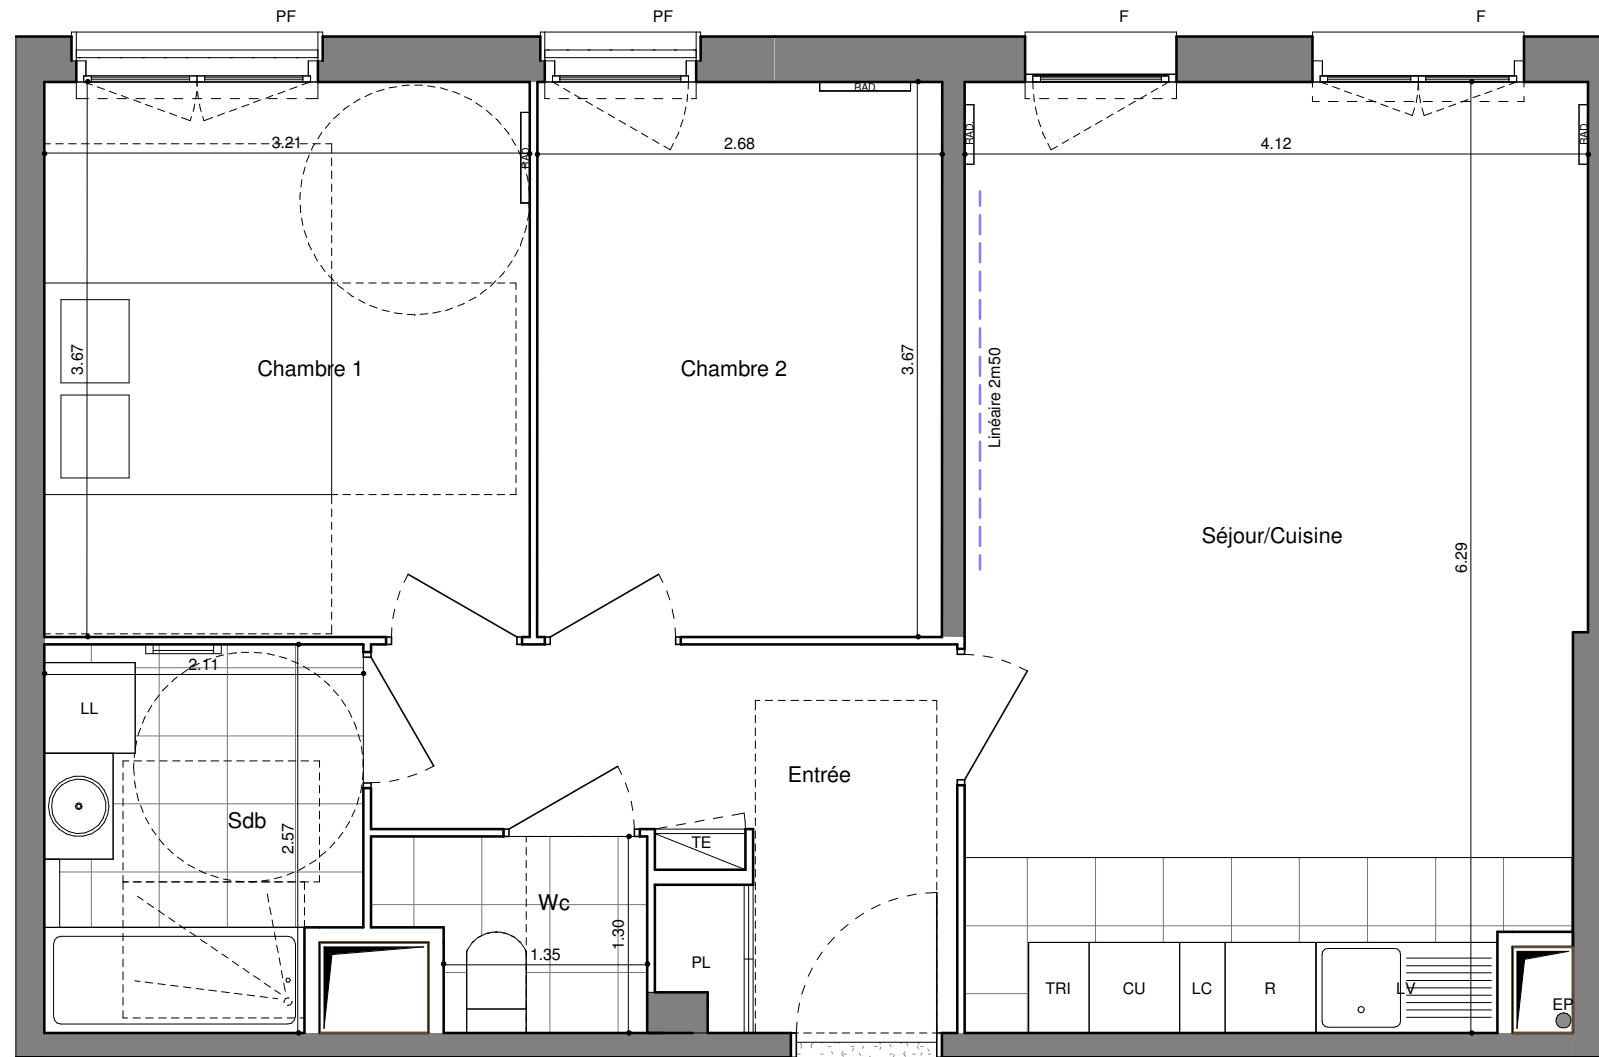 PF
PF
F
F
RAD.
RAD.
RAD.
RAD.
3.21
2.68
4.12
3.67
Chambre 1
Chambre 2
3.67
Linéaire 2m50
Séjour/Cuisine
6.29
2.11
LL
Entrée
Sdb
2.57
TE
Wc
1.30
1.35
PL
TRI
CU
LC
R
LV
EP